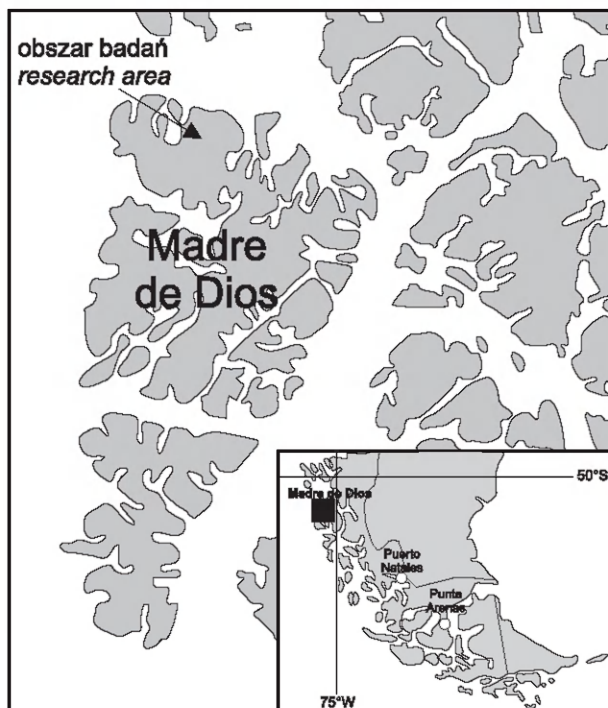 obszar badań
research area
Madre
de Dios
50°S
Madre de Dios
Puerto
Natales
Punta
Arenas
75°W